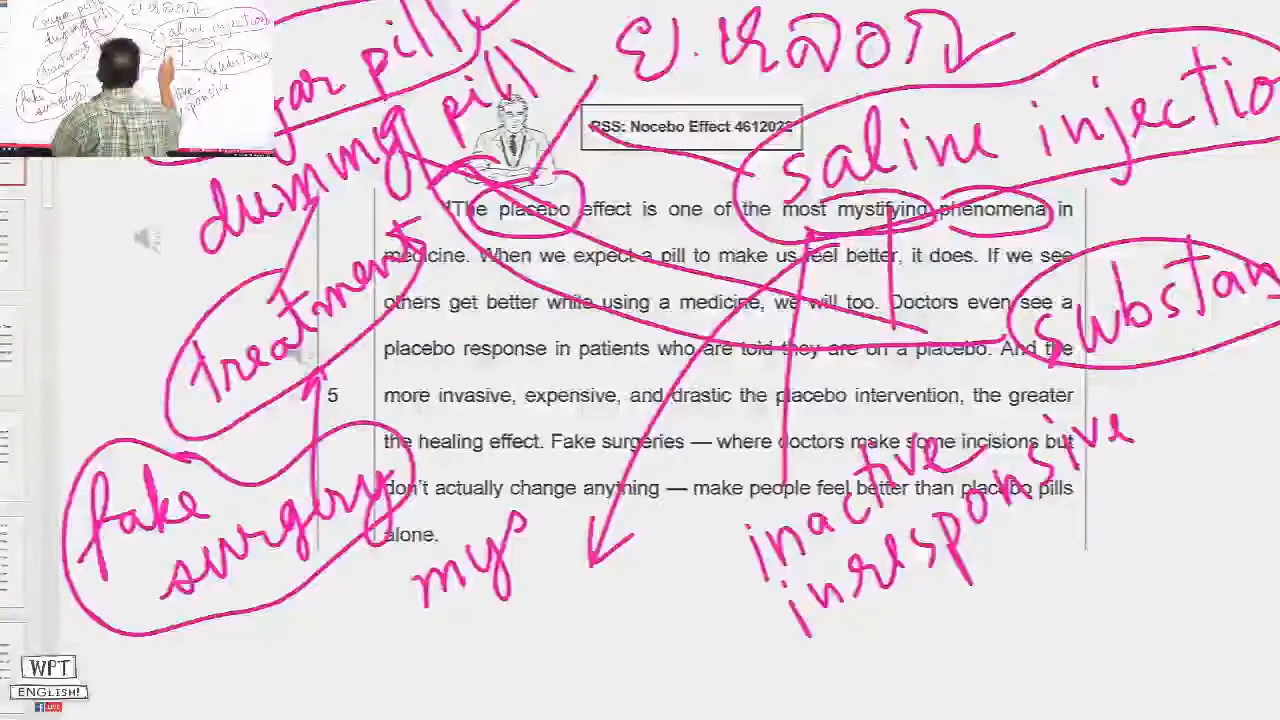 ย.หลอก
sugar pills
dummy pill
saline injectio
RSS: Nocebo Effect 4612022
"The placebo effect is one of the most mystifying phenomena in
medicine. When we expect a pill to make us feel better, it does. If we see
others get better while using a medicine, we will too. Doctors even see a
placebo response in patients who are told they are on a placebo. And the
5 more invasive, expensive, and drastic the placebo intervention, the greater
the healing effect. Fake surgeries — where doctors make some incisions but
don't actually change anything — make people feel better than placebo pills
alone.
treatment
substan
fake
surgery
mys
inactive
inresponsive
WPT
ENGLISH!
LIVE